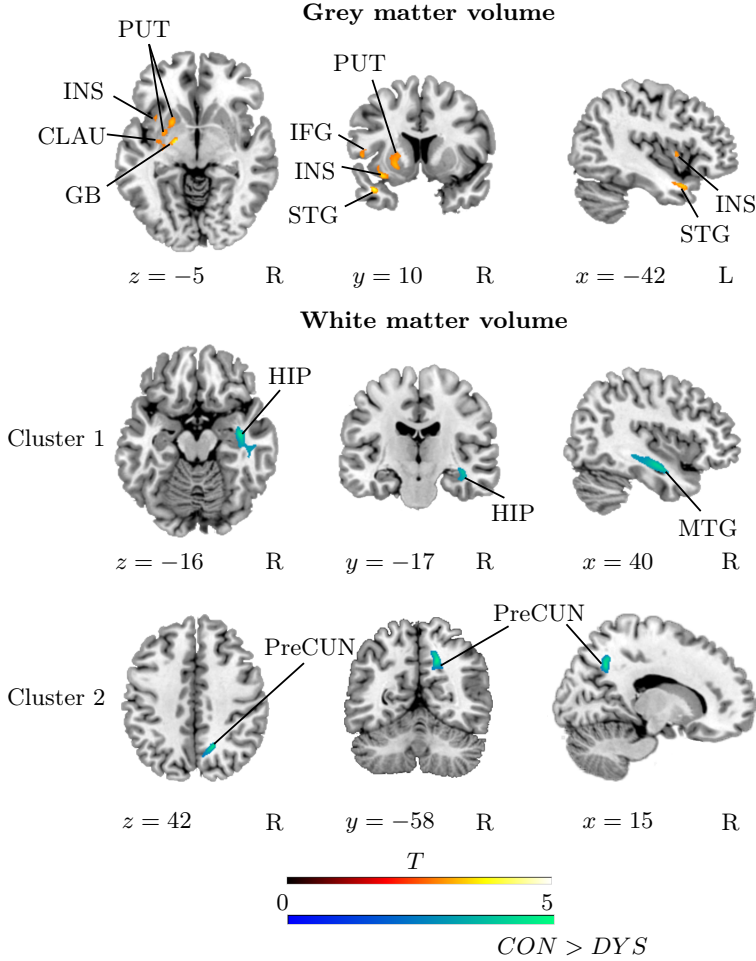 Grey matter volume
PUT
PUT
INS
CLAU
GB
IFG
INS
STG
INS
STG
z = −5 R y = 10 R x = −42 L
White matter volume
HIP
Cluster 1
HIP
MTG
z = −16 R y = −17 R x = 40 R
PreCUN
PreCUN
Cluster 2
z = 42 R y = −58 R x = 15 R
T
0 5
CON > DYS